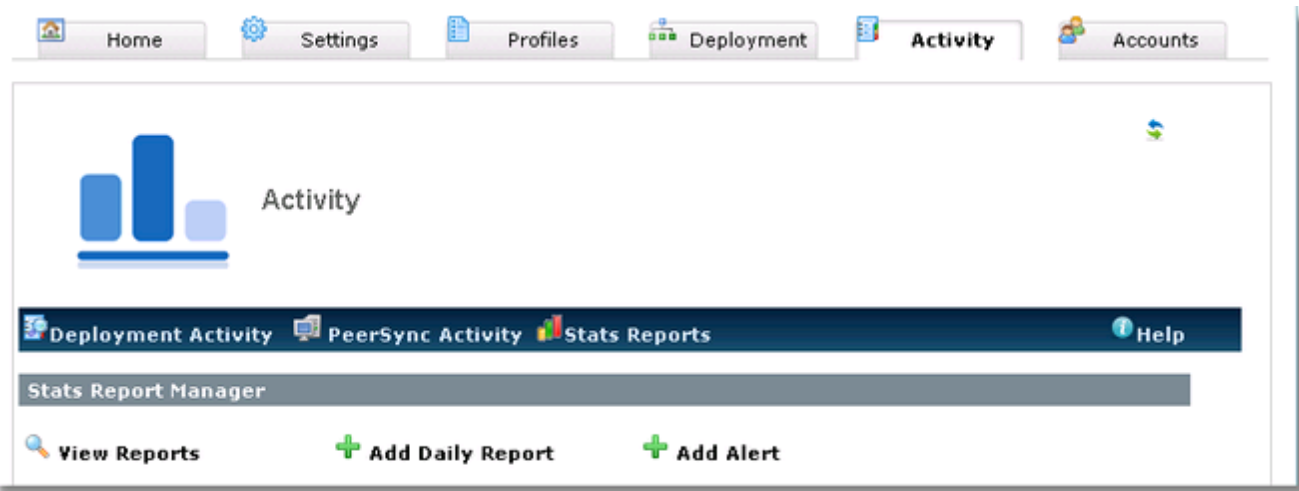 Home Settings Profiles Deployment Activity Accounts
Activity
Deployment Activity PeerSync Activity Stats Reports Help
Stats Report Manager
View Reports Add Daily Report Add Alert